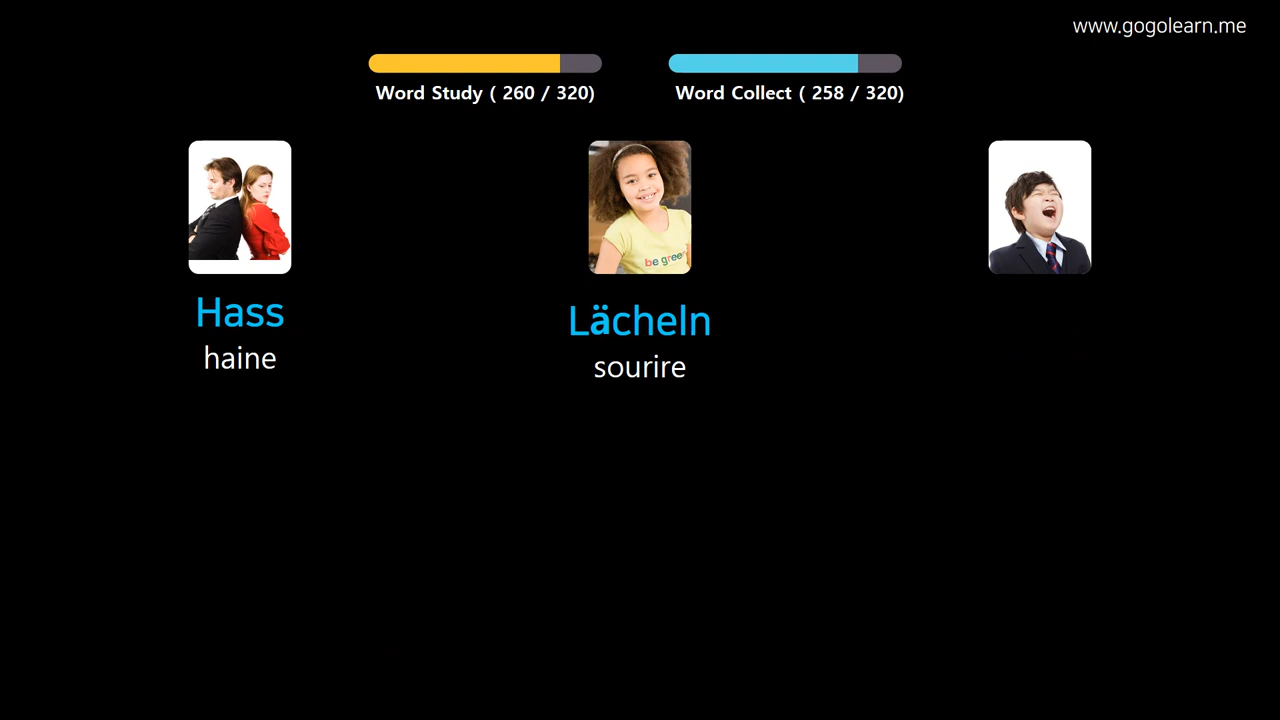 www.gogolearn.me
Word Study ( 260 / 320)
Word Collect ( 258 / 320)
be green
Hass
haine
Lächeln
sourire